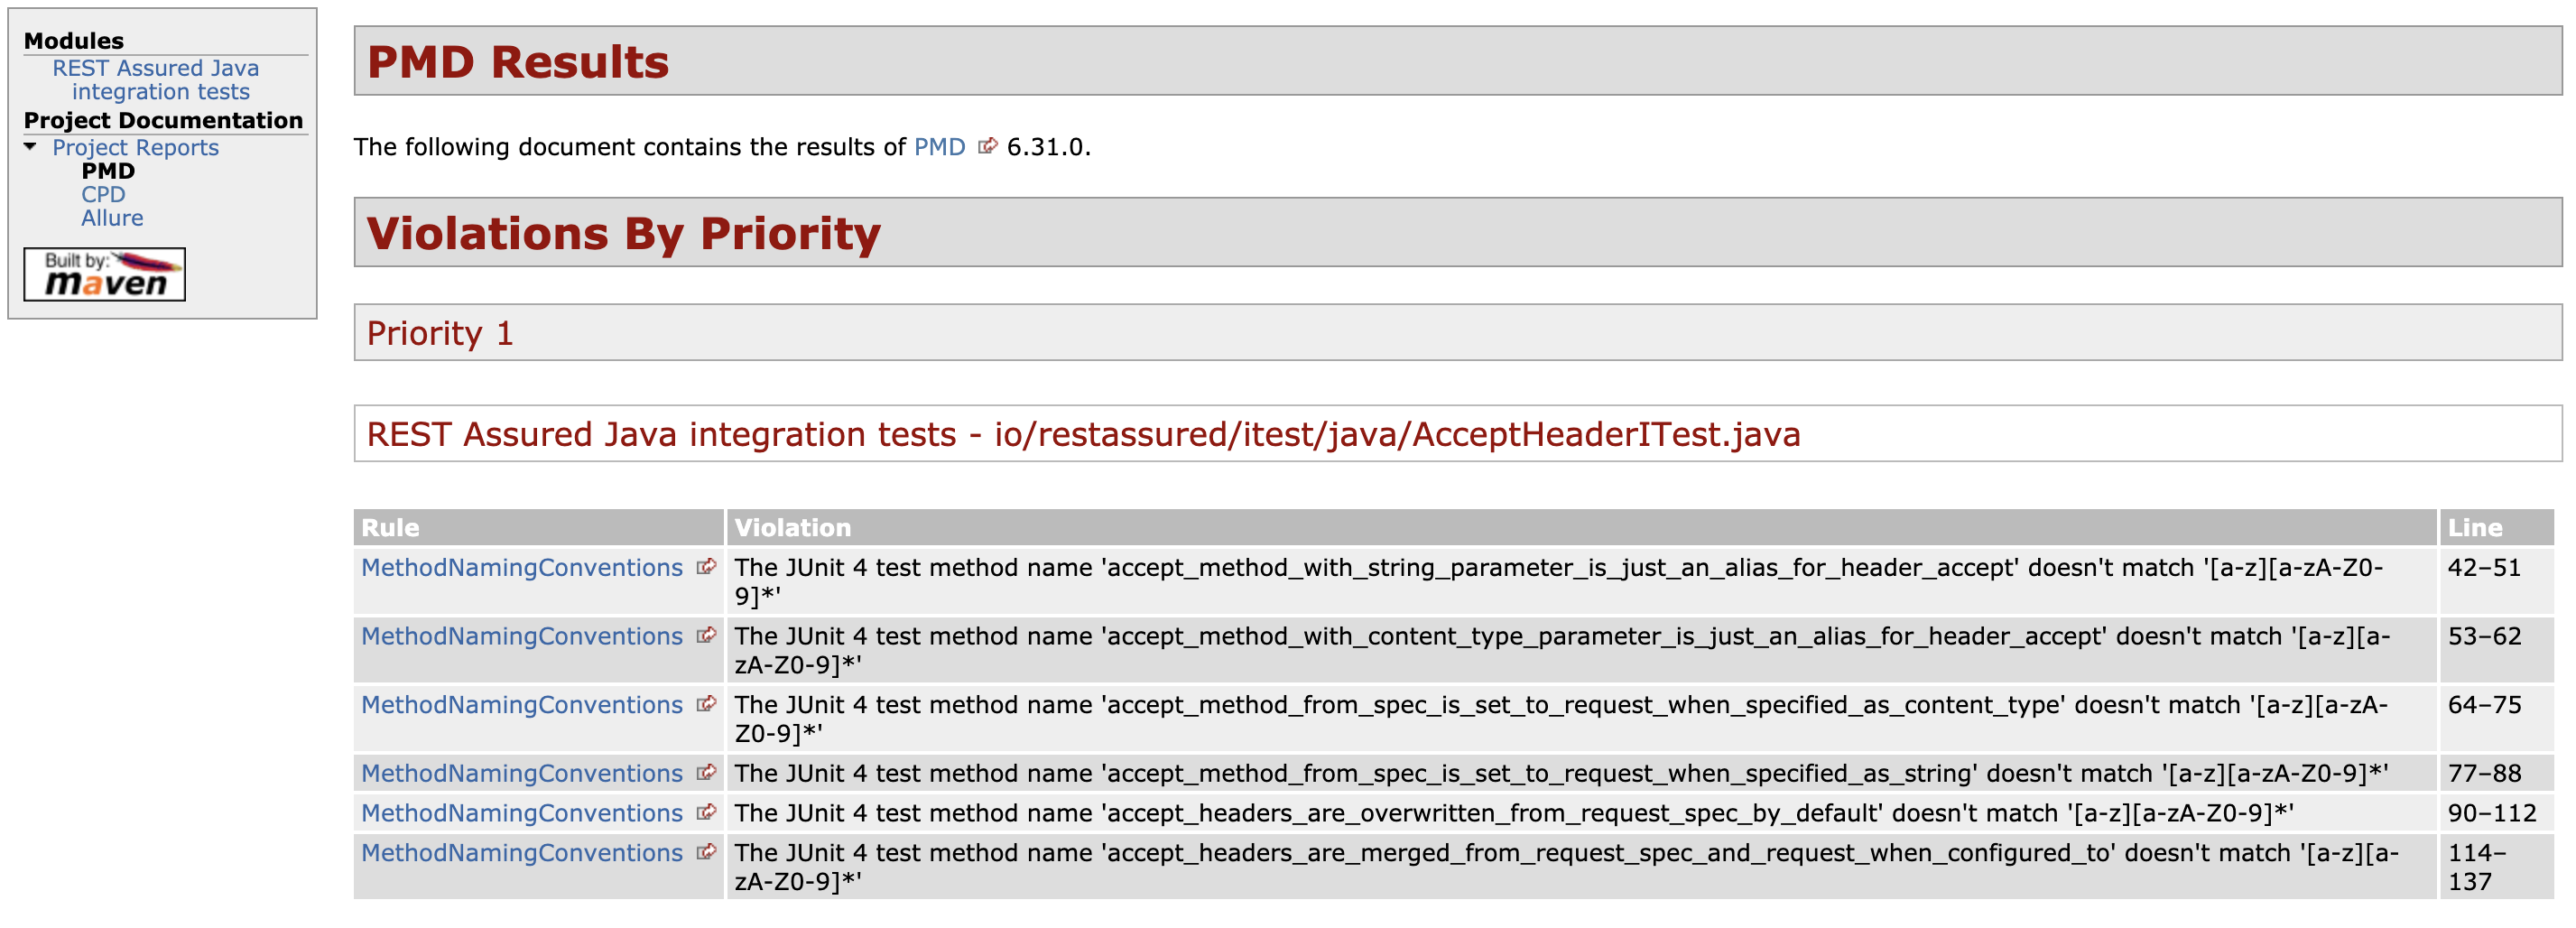 Modules
REST Assured Java
integration tests
Project Documentation
Project Reports
PMD
CPD
Allure
Built by:
maven
PMD Results
The following document contains the results of PMD 6.31.0.
Violations By Priority
Priority 1
REST Assured Java integration tests - io/restassured/itest/java/AcceptHeaderITest.java
Rule Violation Line
MethodNamingConventions The JUnit 4 test method name 'accept_method_with_string_parameter_is_just_an_alias_for_header_accept' doesn't match '[a-z][a-zA-Z0- 42–51
9]*'
MethodNamingConventions The JUnit 4 test method name 'accept_method_with_content_type_parameter_is_just_an_alias_for_header_accept' doesn't match '[a-z][a- 53–62
zA-Z0-9]*'
MethodNamingConventions The JUnit 4 test method name 'accept_method_from_spec_is_set_to_request_when_specified_as_content_type' doesn't match '[a-z][a-zA- 64–75
Z0-9]*'
MethodNamingConventions The JUnit 4 test method name 'accept_method_from_spec_is_set_to_request_when_specified_as_string' doesn't match '[a-z][a-zA-Z0-9]*' 77–88
MethodNamingConventions The JUnit 4 test method name 'accept_headers_are_overwritten_from_request_spec_by_default' doesn't match '[a-z][a-zA-Z0-9]*' 90–112
MethodNamingConventions The JUnit 4 test method name 'accept_headers_are_merged_from_request_spec_and_request_when_configured_to' doesn't match '[a-z][a- 114–
zA-Z0-9]*' 137